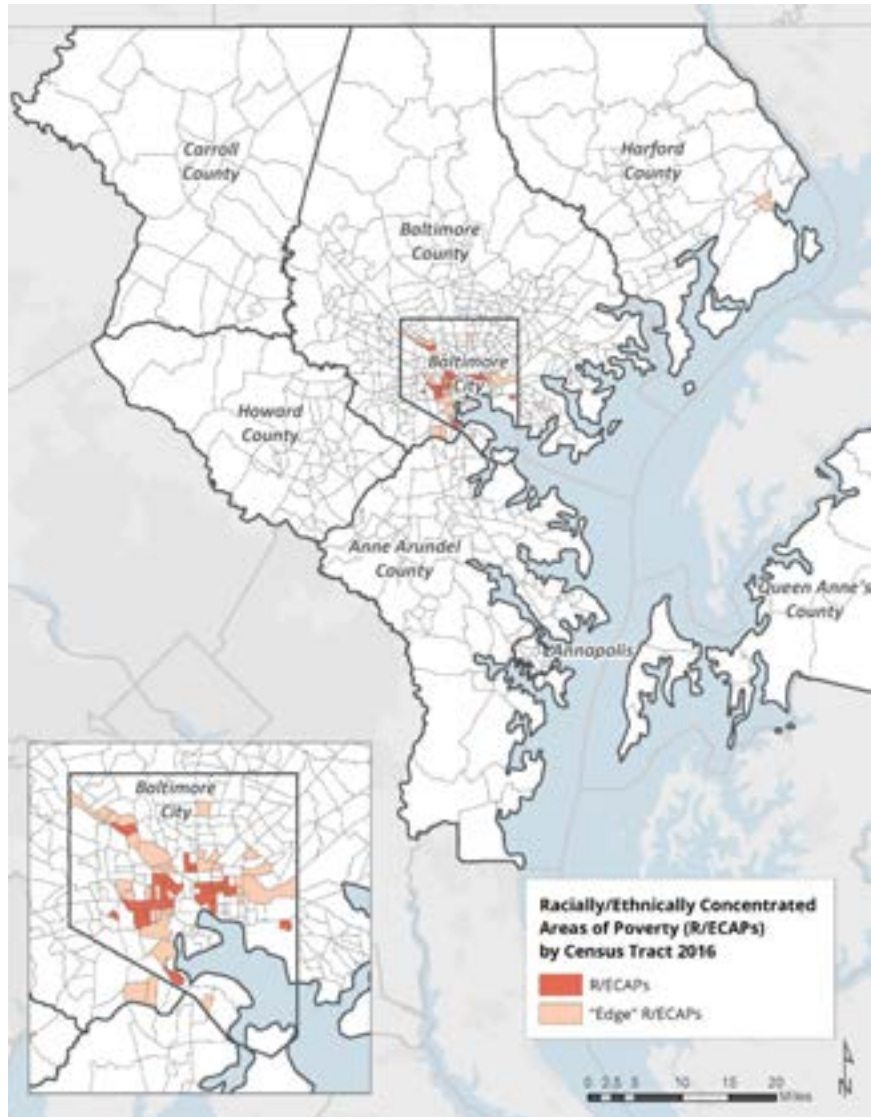 Carroll
County
Harford
County
Baltimore
County
Baltimore
City
Howard
County
Anne Arundel
County
Queen Anne's
County
Annapolis
Baltimore
City
Racially/Ethnically Concentrated
Areas of Poverty (R/ECAPs)
by Census Tract 2016
R/ECAPs
"Edge" R/ECAPs
N
0 2.5 5 10 15 20
Miles